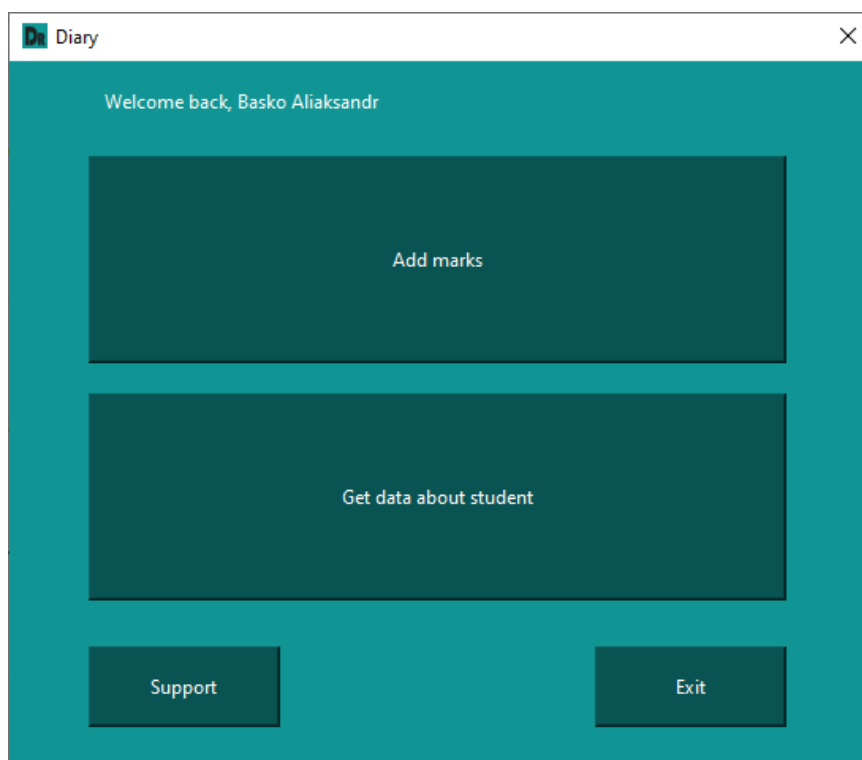 DR Diary
Welcome back, Basko Aliaksandr
Add marks
Get data about student
Support
Exit